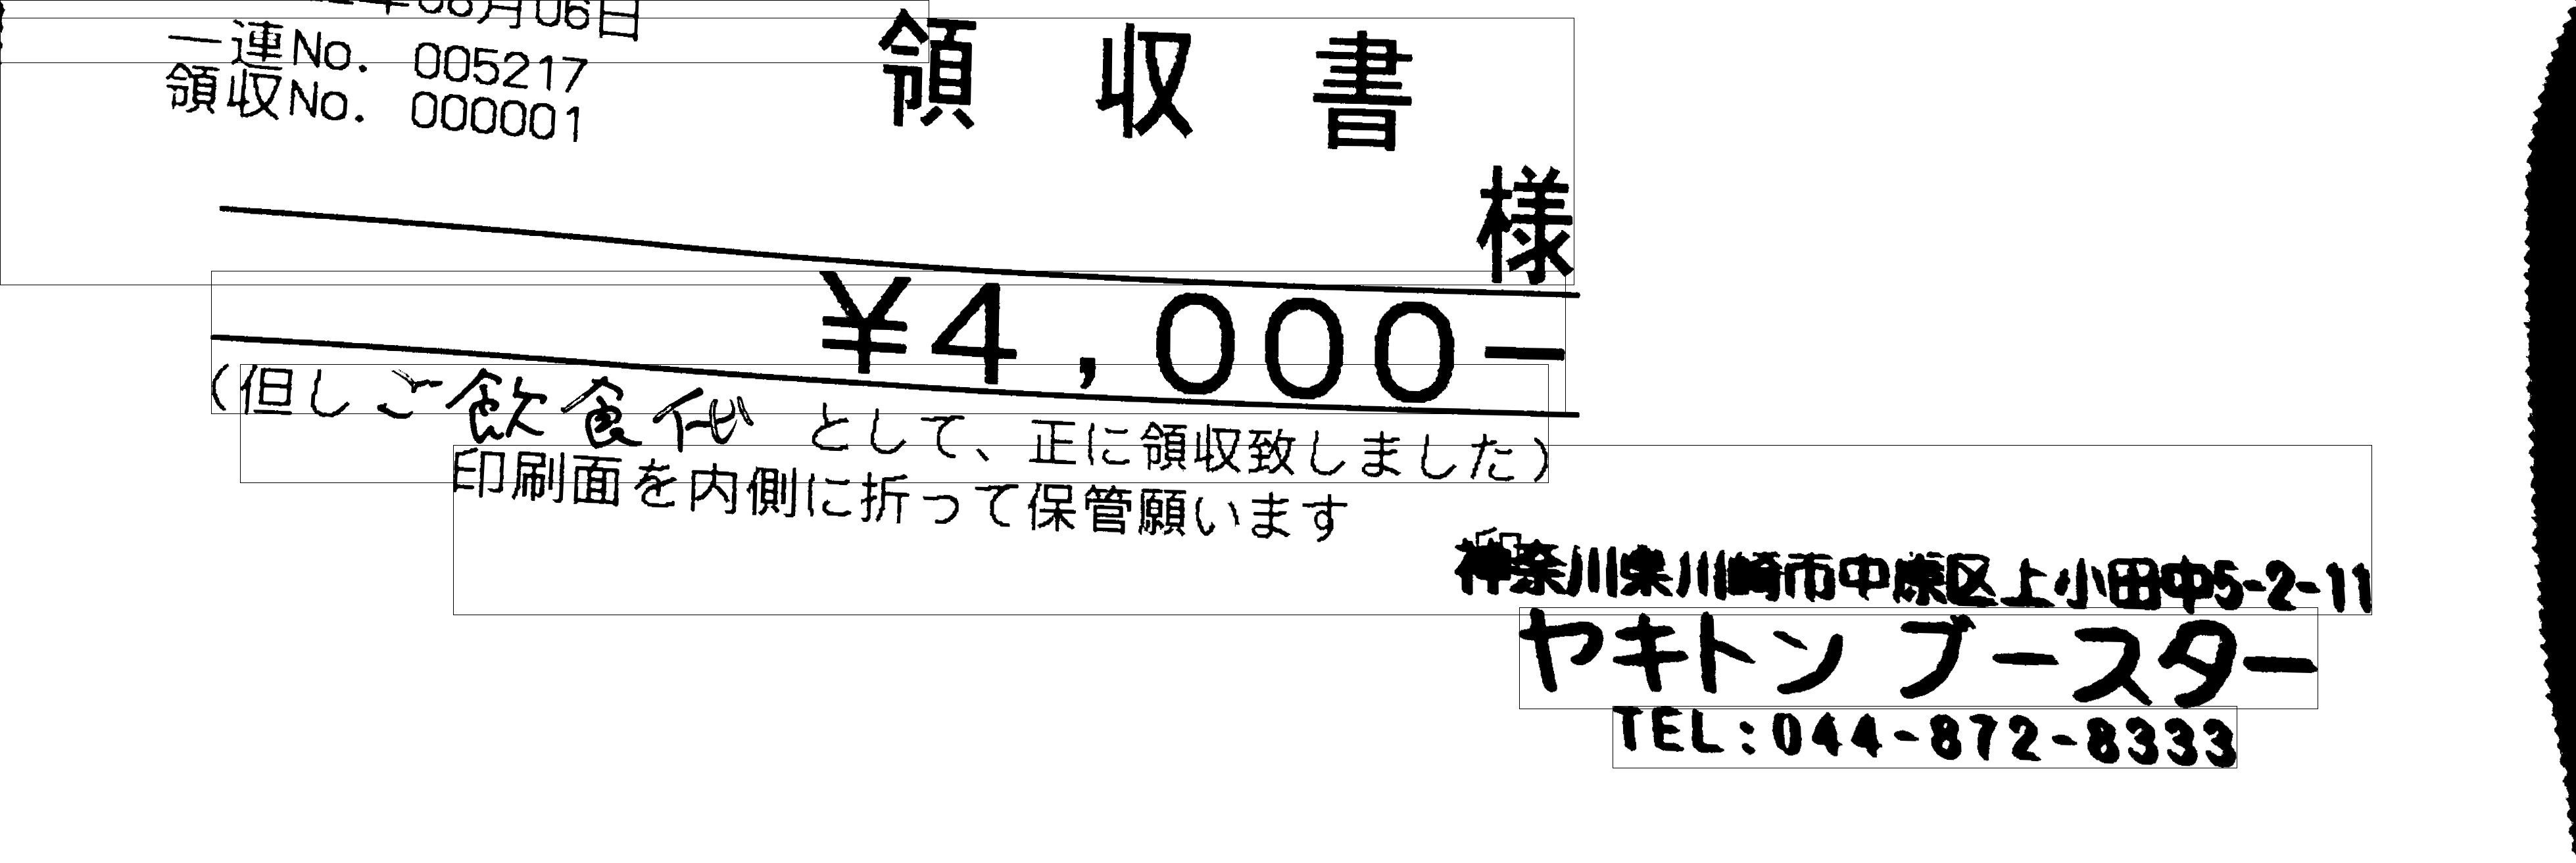 年08月06日
一連No. 005217
領収No. 000001
領収書
様
¥4,000-
(但しご飲食代 として、正に領収致しました)
印刷面を内側に折って保管願います
印
神奈川県川崎市中原区上小田中5-2-11
ヤキトン ブースター
TEL:044-872-8333